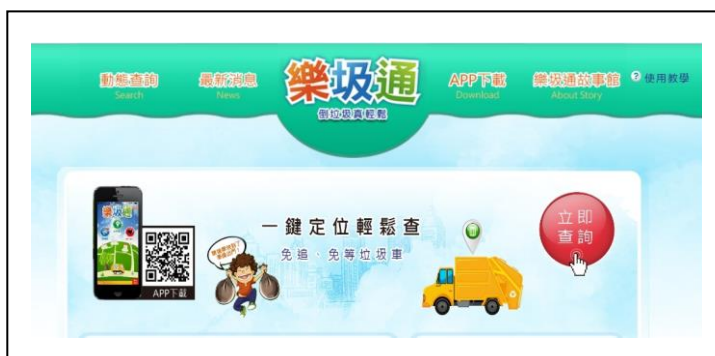 動態查詢
Search
最新消息
News
樂圾通
倒垃圾真輕鬆
APP下載
Download
樂圾通故事館
About Story
? 使用教學
樂圾通
APP下載
一鍵定位輕鬆查
免追、免等垃圾車
立即
查詢